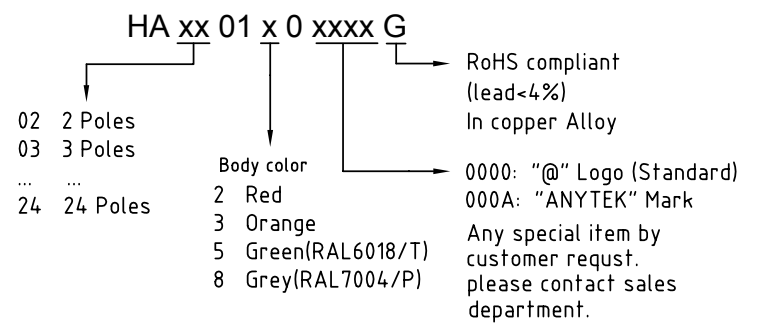 HA xx 01 x 0 xxxx G
RoHS compliant
(lead<4%)
In copper Alloy
02 2 Poles
03 3 Poles
... ...
24 24 Poles
Body color
2 Red
3 Orange
5 Green(RAL6018/T)
8 Grey(RAL7004/P)
0000: "@" Logo (Standard)
000A: "ANYTEK" Mark
Any special item by
customer requst.
please contact sales
department.